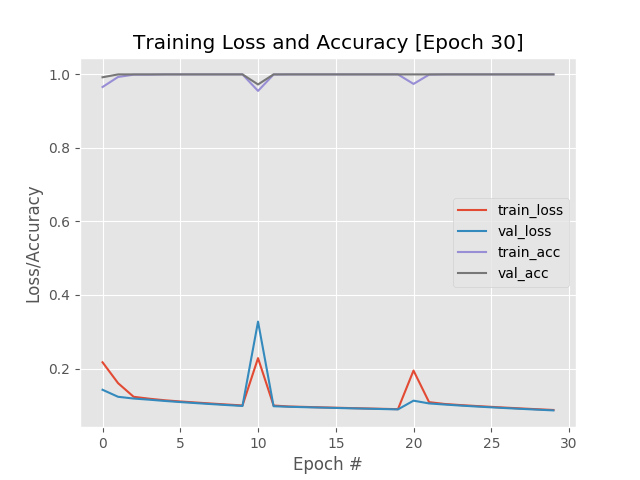 Training Loss and Accuracy [Epoch 30]
1.0
0.8
0.6
0.4
0.2
Loss/Accuracy
train_loss
val_loss
train_acc
val_acc
0 5 10 15 20 25 30
Epoch #